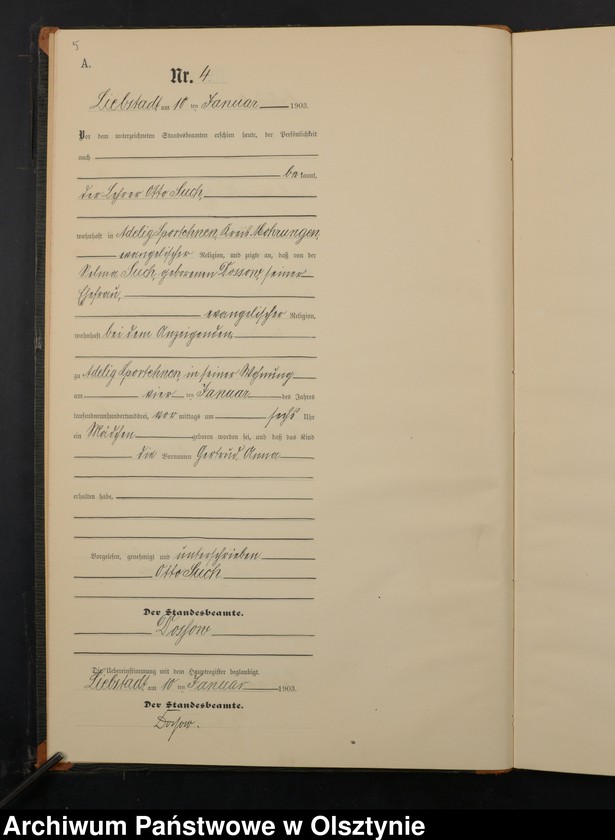 5
A.
Nr. 4
Liebstadt am 10 ten Januar 1903.
Vor dem unterzeichneten Standesbeamten erschien heute, der Persönlichkeit
nach
bekannt,
der Lehrer Otto Such,
wohnhaft in Adelig Sportehnen, Kreis Mohrungen,
evangelischer Religion, und zeigte an, daß von der
Selma Such, geborenen Dossow, seiner
Ehefrau,
evangelischer Religion,
wohnhaft bei dem Anzeigenden,
zu Adelig Sportehnen, in seiner Wohnung
am vier ten Januar des Jahres
tausendneunhundertunddrei, vor mittags um sechs Uhr
ein Mädchen geboren worden sei, und daß das Kind
die Vornamen Gertrud Anna
erhalten habe.
Vorgelesen, genehmigt und unterschrieben
Otto Such
Der Standesbeamte.
Dossow
Die Uebereinstimmung mit dem Hauptregister beglaubigt.
Liebstadt, am 10 ten Januar 1903.
Der Standesbeamte.
Dossow.
Archiwum Państwowe w Olsztynie